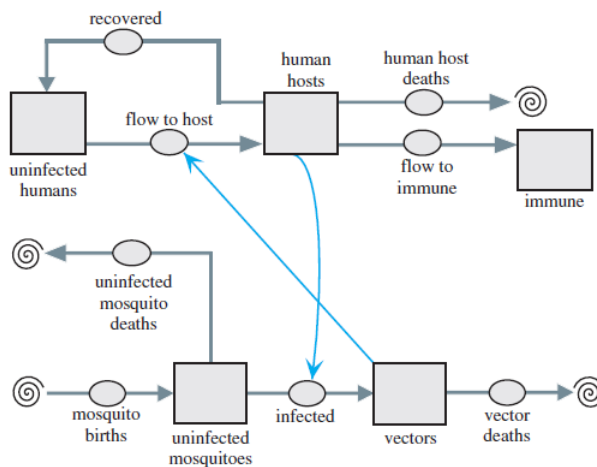 recovered
human
hosts
human host
deaths
flow to host
uninfected
humans
flow to
immune
immune
uninfected
mosquito
deaths
mosquito
births
uninfected
mosquitoes
infected
vectors
vector
deaths